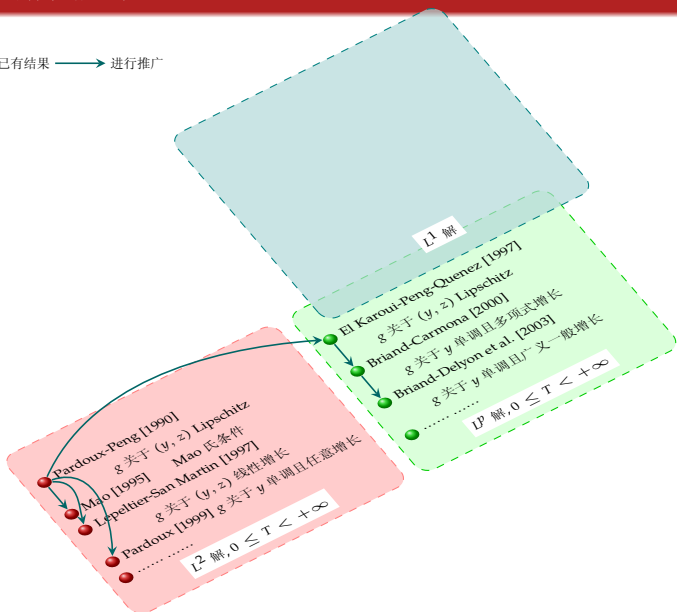 已有结果 进行推广
L¹ 解
El Karoui-Peng-Quenez [1997]
g 关于 (y, z) Lipschitz
Briand-Carmona [2000]
g 关于 y 单调且多项式增长
Briand-Delyon et al. [2003]
g 关于 y 单调且广义一般增长
…… ……
Lᵖ 解, 0 ≤ T < +∞
Pardoux-Peng [1990]
g 关于 (y, z) Lipschitz
Mao [1995] Mao 氏条件
Lepeltier-San Martin [1997]
g 关于 (y, z) 线性增长
Pardoux [1999] g 关于 y 单调且任意增长
…… ……
L² 解, 0 ≤ T < +∞